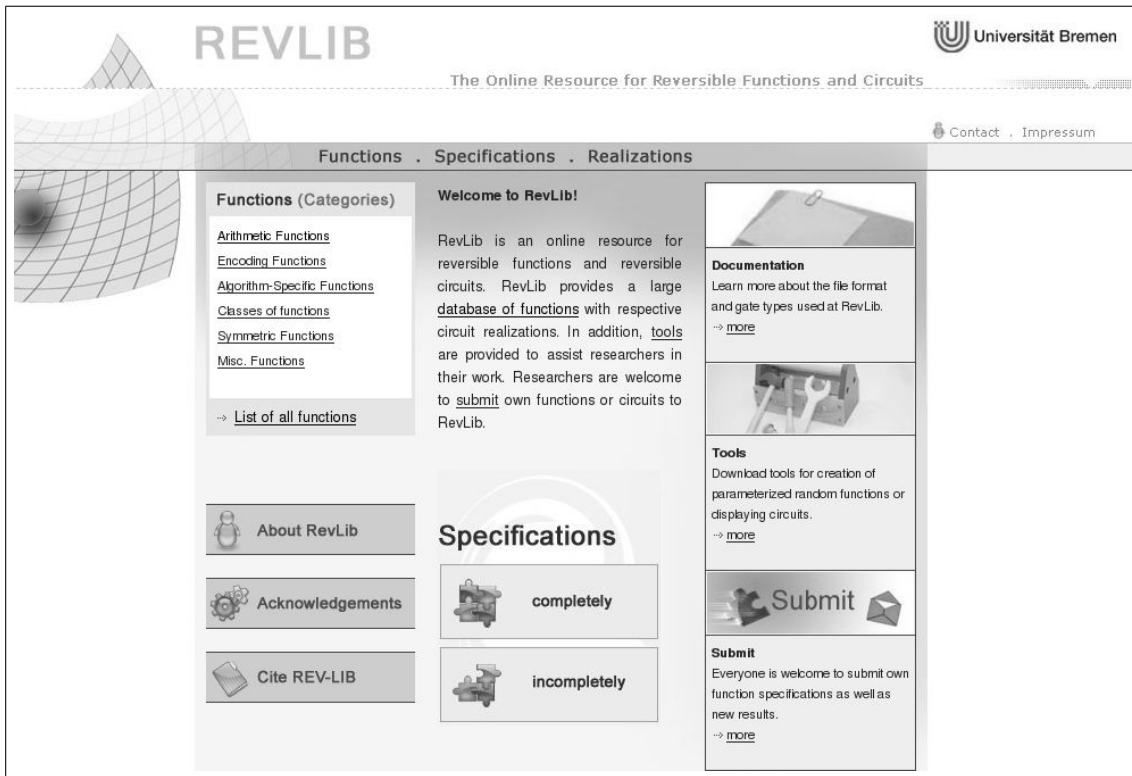 REVLIB
Universität Bremen
The Online Resource for Reversible Functions and Circuits
Contact . Impressum
Functions . Specifications . Realizations
Functions (Categories)
Arithmetic Functions
Encoding Functions
Algorithm-Specific Functions
Classes of functions
Symmetric Functions
Misc. Functions
List of all functions
About RevLib
Acknowledgements
Cite REV-LIB
Welcome to RevLib!
RevLib is an online resource for
reversible functions and reversible
circuits. RevLib provides a large
database of functions with respective
circuit realizations. In addition, tools
are provided to assist researchers in
their work. Researchers are welcome
to submit own functions or circuits to
RevLib.
Specifications
completely
incompletely
Documentation
Learn more about the file format
and gate types used at RevLib.
more
Tools
Download tools for creation of
parameterized random functions or
displaying circuits.
more
Submit
Submit
Everyone is welcome to submit own
function specifications as well as
new results.
more